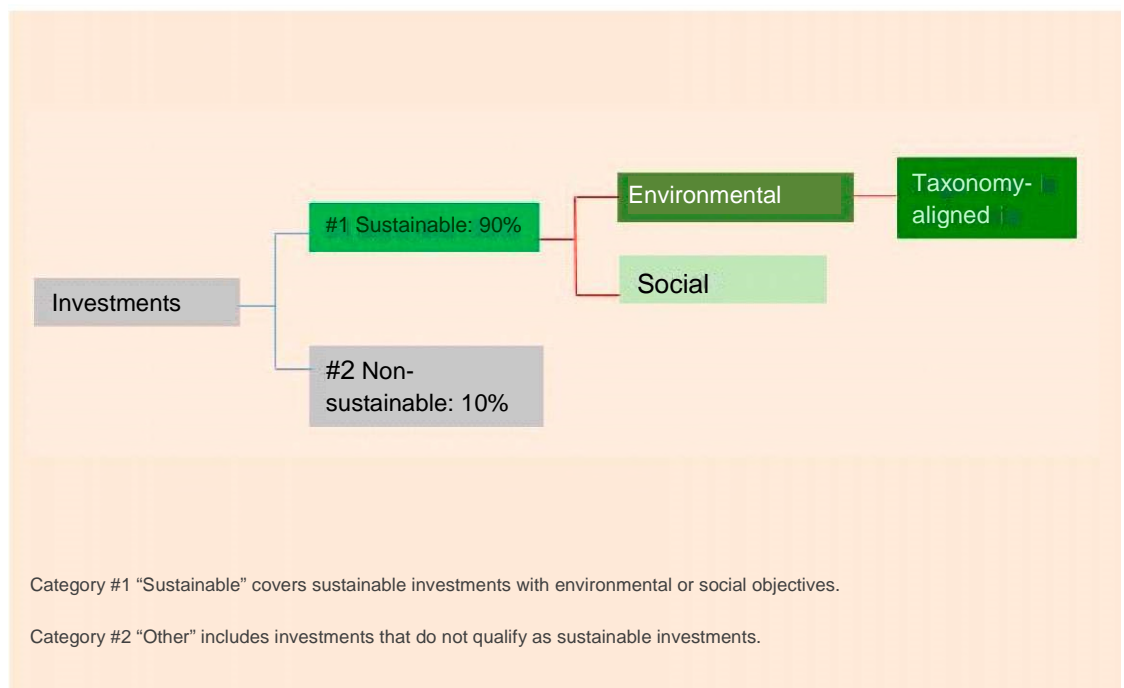 Investments
#1 Sustainable: 90%
#2 Non-
sustainable: 10%
Environmental
Social
Taxonomy-
aligned
Category #1 “Sustainable” covers sustainable investments with environmental or social objectives.
Category #2 “Other” includes investments that do not qualify as sustainable investments.